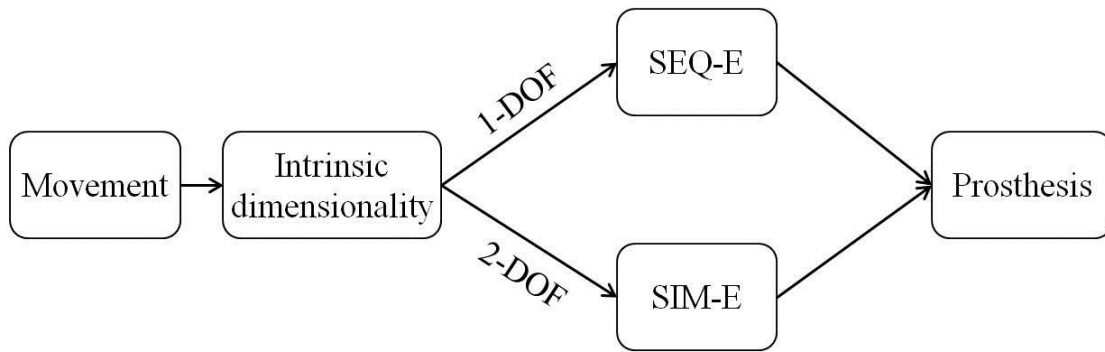 Movement
Intrinsic
dimensionality
1-DOF
2-DOF
SEQ-E
SIM-E
Prosthesis